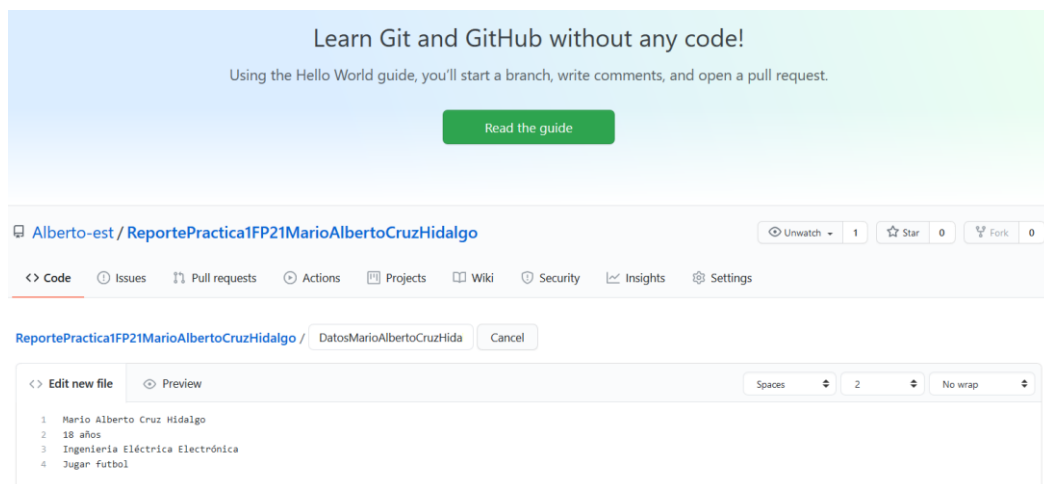 Learn Git and GitHub without any code!
Using the Hello World guide, you'll start a branch, write comments, and open a pull request.
Read the guide
Alberto-est / ReportePractica1FP21MarioAlbertoCruzHidalgo
Unwatch 1 Star 0 Fork 0
<> Code Issues Pull requests Actions Projects Wiki Security Insights Settings
ReportePractica1FP21MarioAlbertoCruzHidalgo / DatosMarioAlbertoCruzHida Cancel
<> Edit new file Preview Spaces 2 No wrap
1 Mario Alberto Cruz Hidalgo
2 18 años
3 Ingenieria Eléctrica Electrónica
4 Jugar futbol